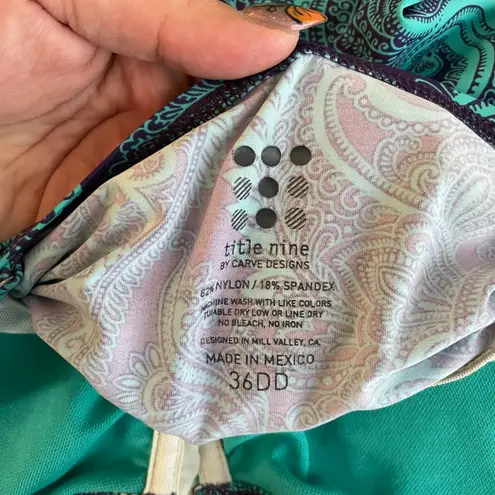 title nine
BY CARVE DESIGNS
82% NYLON / 18% SPANDEX
MACHINE WASH WITH LIKE COLORS
TUMBLE DRY LOW OR LINE DRY
NO BLEACH, NO IRON
DESIGNED IN MILL VALLEY, CA
MADE IN MEXICO
36DD